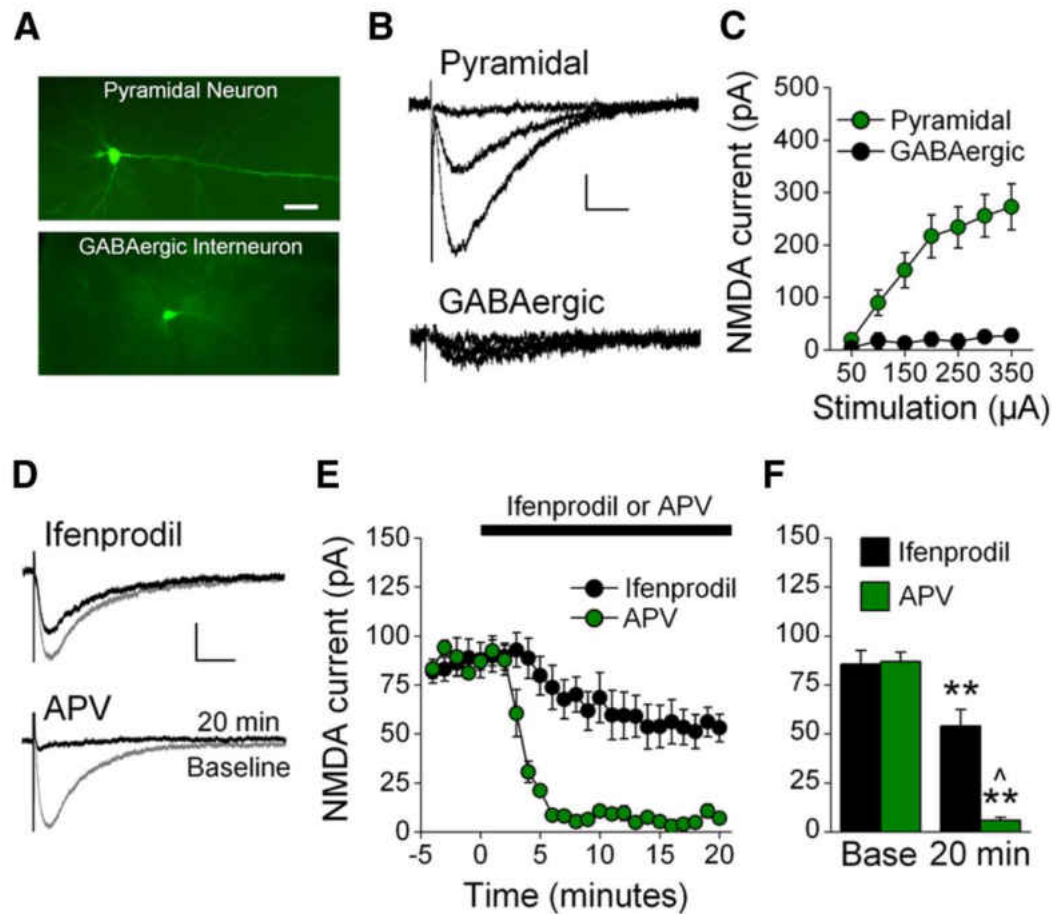 A
Pyramidal Neuron
GABAergic Interneuron
B
Pyramidal
GABAergic
C
NMDA current (pA)
500
400
300
200
100
0
Pyramidal
GABAergic
50 150 250 350
Stimulation (µA)
D
Ifenprodil
APV
20 min
Baseline
E
Ifenprodil or APV
NMDA current (pA)
150
125
100
75
50
25
0
Ifenprodil
APV
-5 0 5 10 15 20
Time (minutes)
F
150
125
100
75
50
25
0
Ifenprodil
APV
**
^
**
Base 20 min